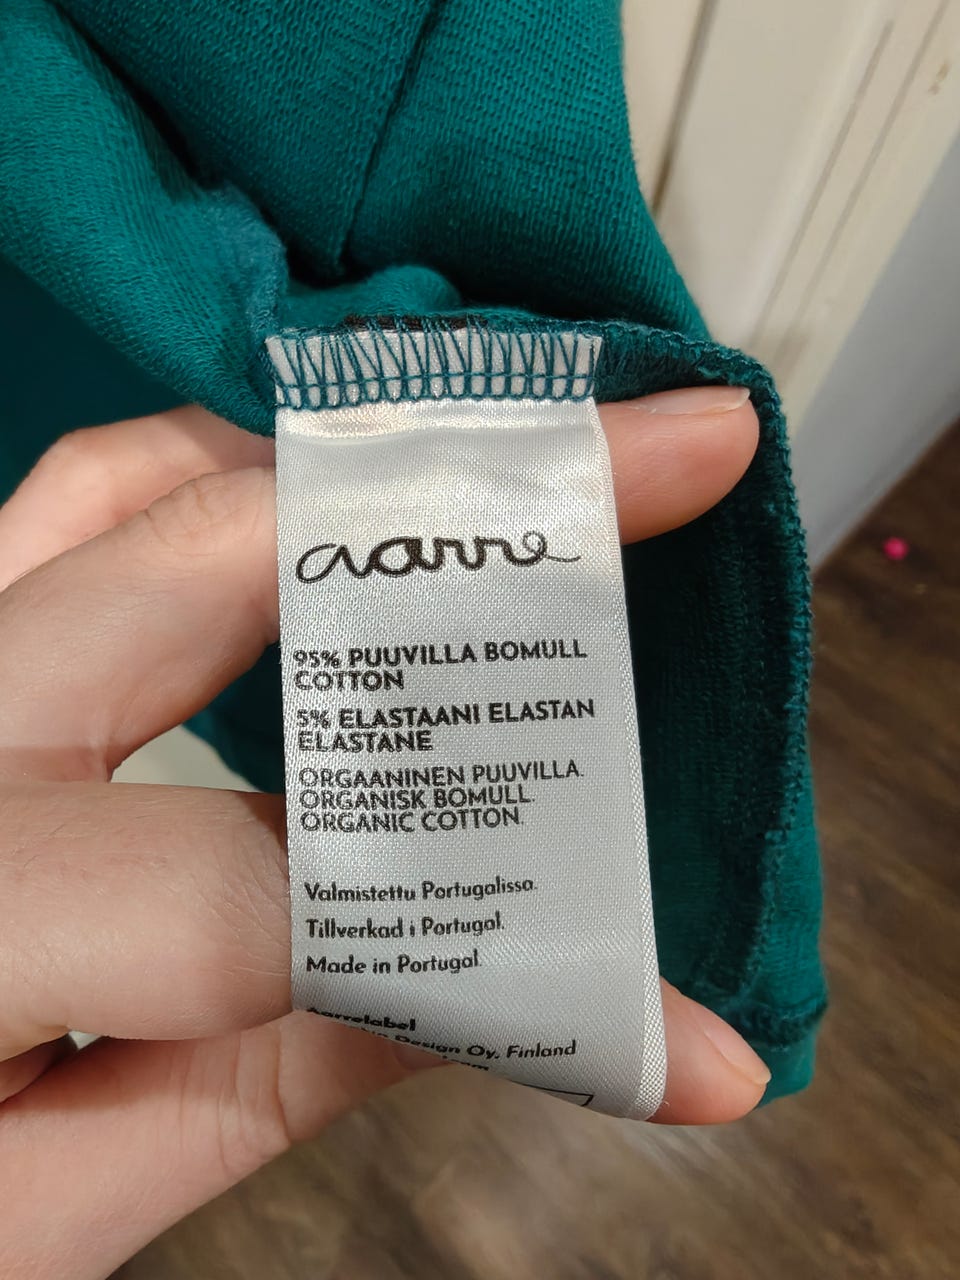 aarre
95% PUUVILLA BOMULL
COTTON
5% ELASTAANI ELASTAN
ELASTANE
ORGAANINEN PUUVILLA.
ORGANISK BOMULL.
ORGANIC COTTON.
Valmistettu Portugalissa.
Tillverkad i Portugal.
Made in Portugal.
Aarrelabel
Design Oy, Finland